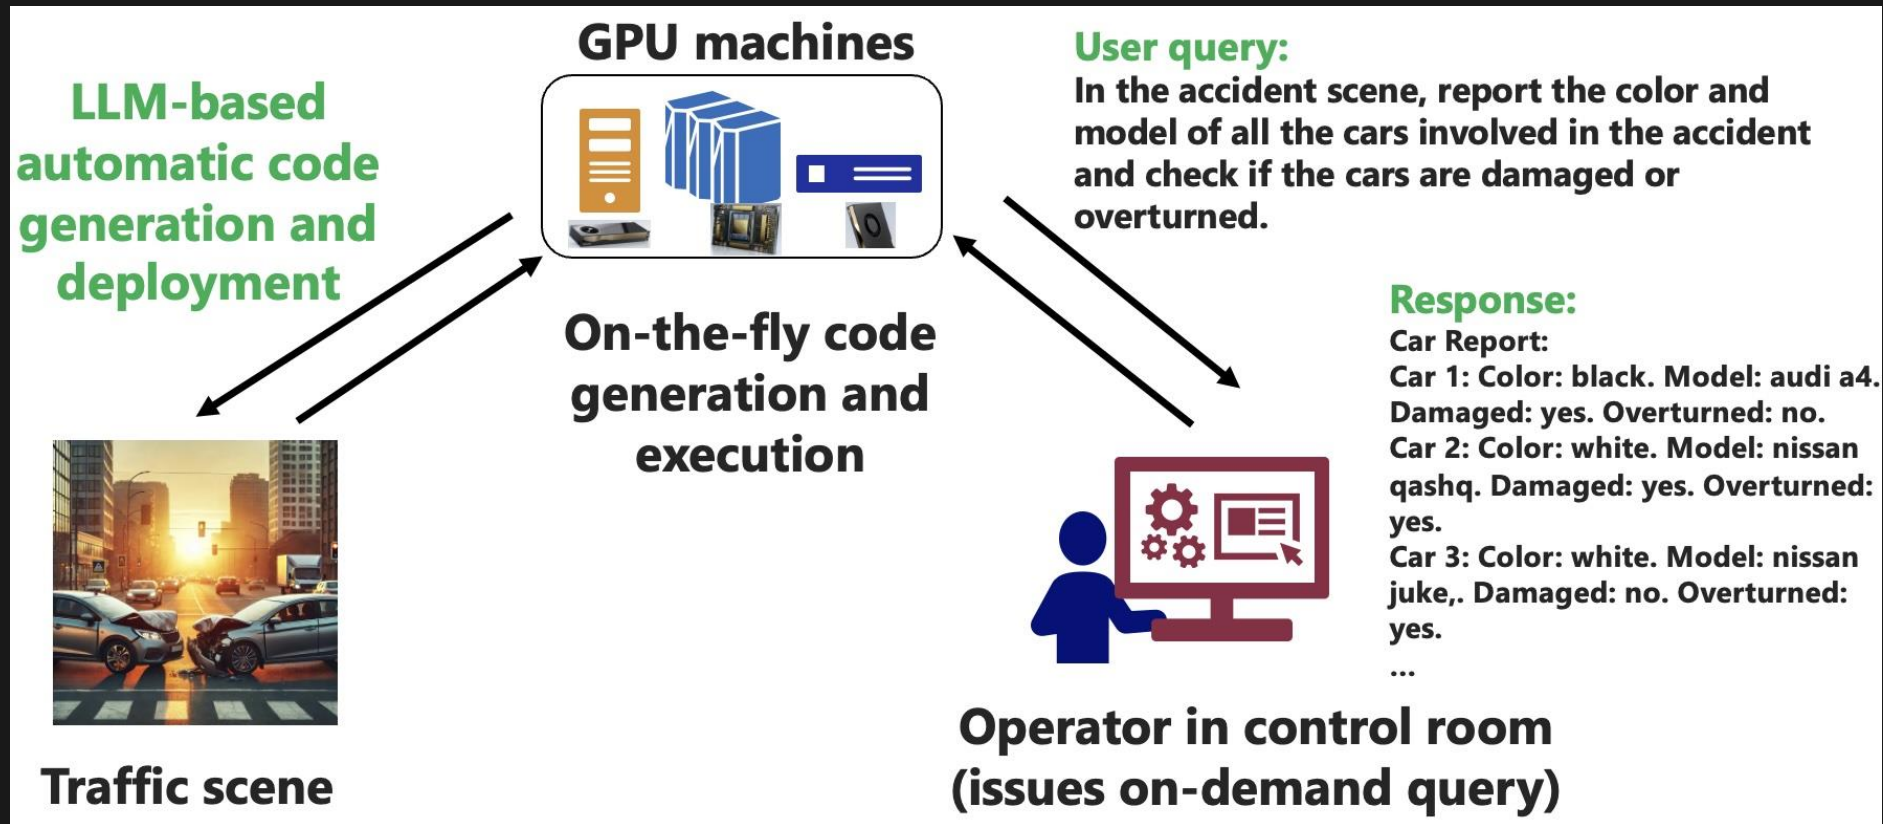 GPU machines
LLM-based
automatic code
generation and
deployment
On-the-fly code
generation and
execution
User query:
In the accident scene, report the color and
model of all the cars involved in the accident
and check if the cars are damaged or
overturned.
Response:
Car Report:
Car 1: Color: black. Model: audi a4.
Damaged: yes. Overturned: no.
Car 2: Color: white. Model: nissan
qashq. Damaged: yes. Overturned:
yes.
Car 3: Color: white. Model: nissan
juke,. Damaged: no. Overturned:
yes.
...
Traffic scene
Operator in control room
(issues on-demand query)